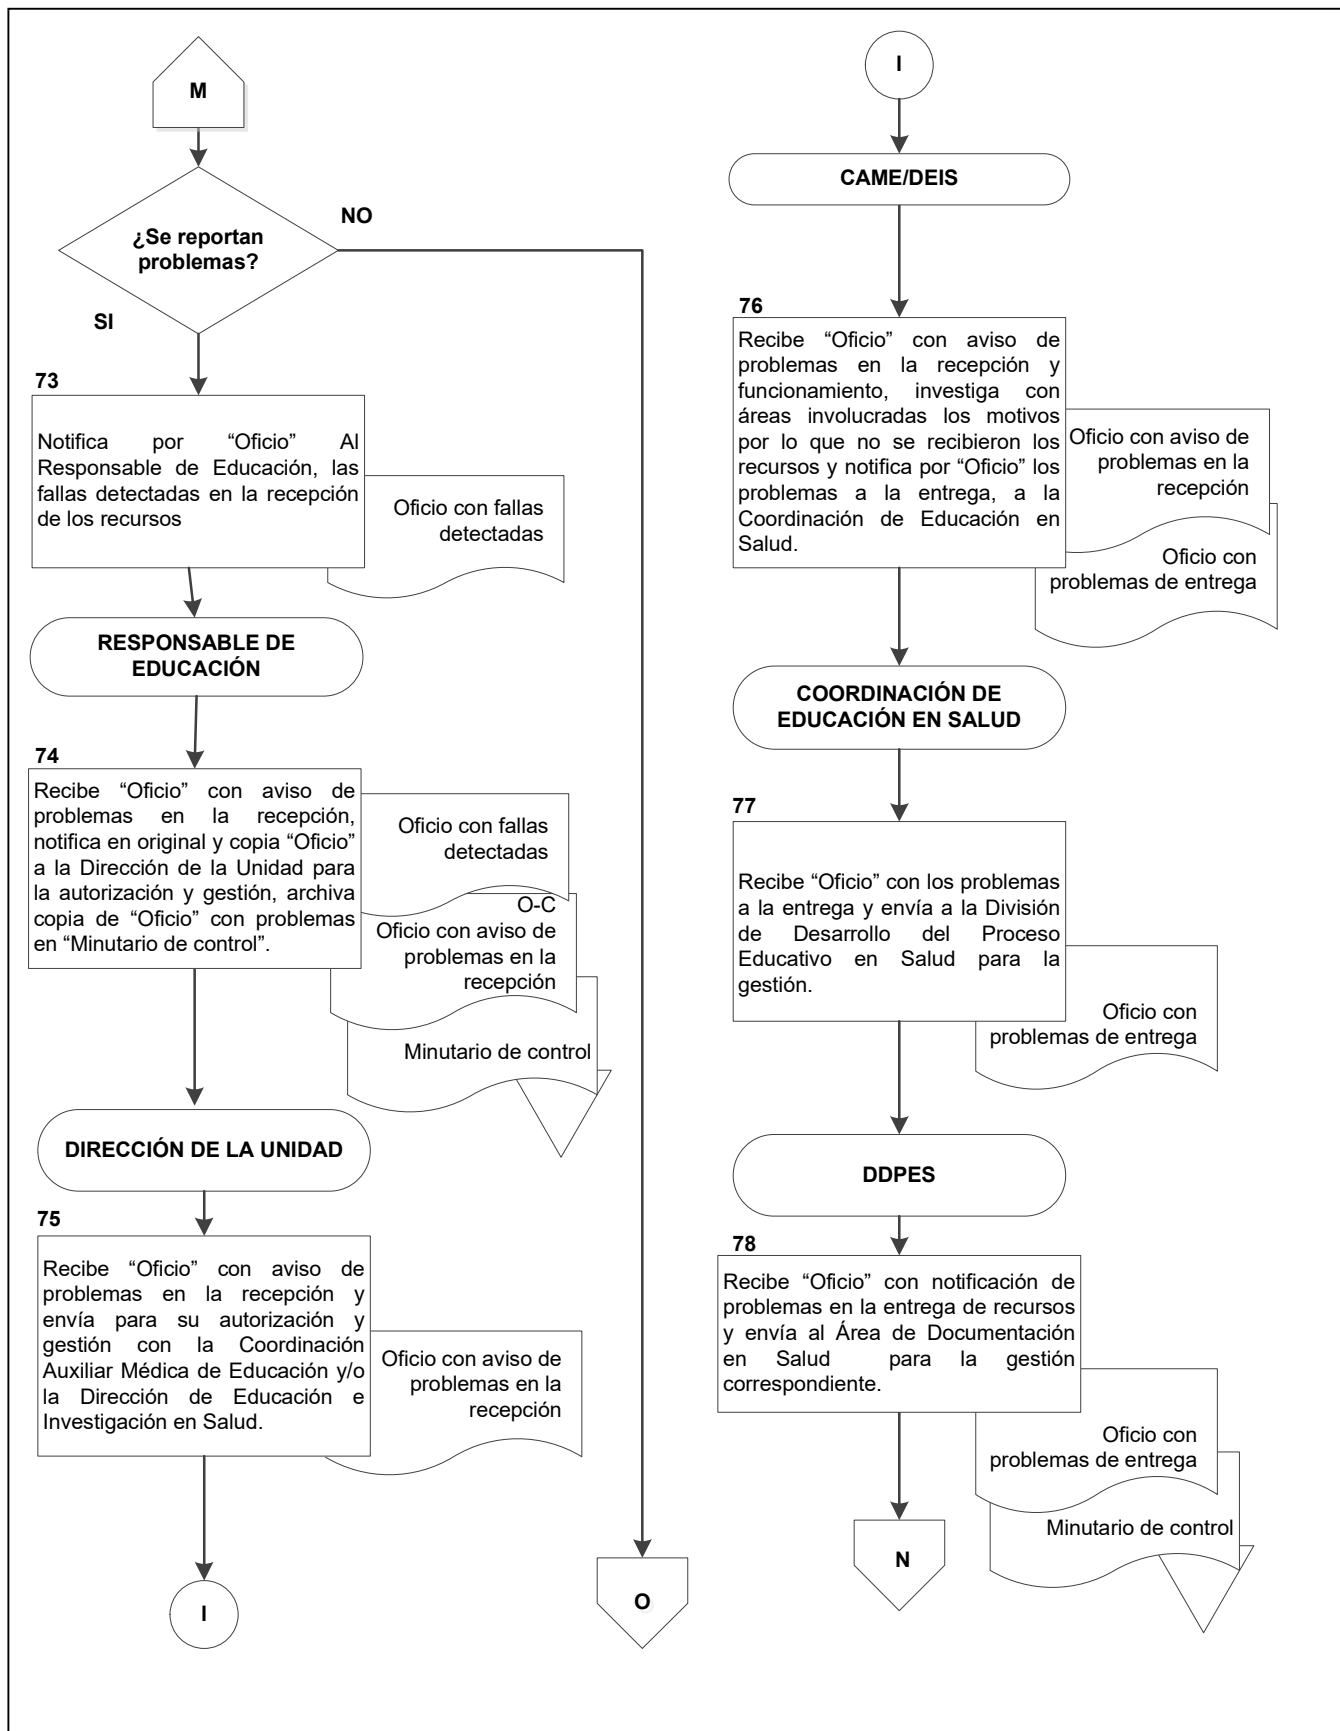 M
¿Se reportan
problemas?
NO
SI
73
Notifica por “Oficio” Al
Responsable de Educación, las
fallas detectadas en la recepción
de los recursos
Oficio con fallas
detectadas
RESPONSABLE DE
EDUCACIÓN
74
Recibe “Oficio” con aviso de
problemas en la recepción,
notifica en original y copia “Oficio”
a la Dirección de la Unidad para
la autorización y gestión, archiva
copia de “Oficio” con problemas
en “Minutario de control”.
Oficio con fallas
detectadas
O-C
Oficio con aviso de
problemas en la
recepción
Minutario de control
DIRECCIÓN DE LA UNIDAD
75
Recibe “Oficio” con aviso de
problemas en la recepción y
envía para su autorización y
gestión con la Coordinación
Auxiliar Médica de Educación y/o
la Dirección de Educación e
Investigación en Salud.
Oficio con aviso de
problemas en la
recepción
I
O
I
CAME/DEIS
76
Recibe “Oficio” con aviso de
problemas en la recepción y
funcionamiento, investiga con
áreas involucradas los motivos
por lo que no se recibieron los
recursos y notifica por “Oficio” los
problemas a la entrega, a la
Coordinación de Educación en
Salud.
Oficio con aviso de
problemas en la
recepción
Oficio con
problemas de entrega
COORDINACIÓN DE
EDUCACIÓN EN SALUD
77
Recibe “Oficio” con los problemas
a la entrega y envía a la División
de Desarrollo del Proceso
Educativo en Salud para la
gestión.
Oficio con
problemas de entrega
DDPES
78
Recibe “Oficio” con notificación de
problemas en la entrega de recursos
y envía al Área de Documentación
en Salud para la gestión
correspondiente.
Oficio con
problemas de entrega
Minutario de control
N